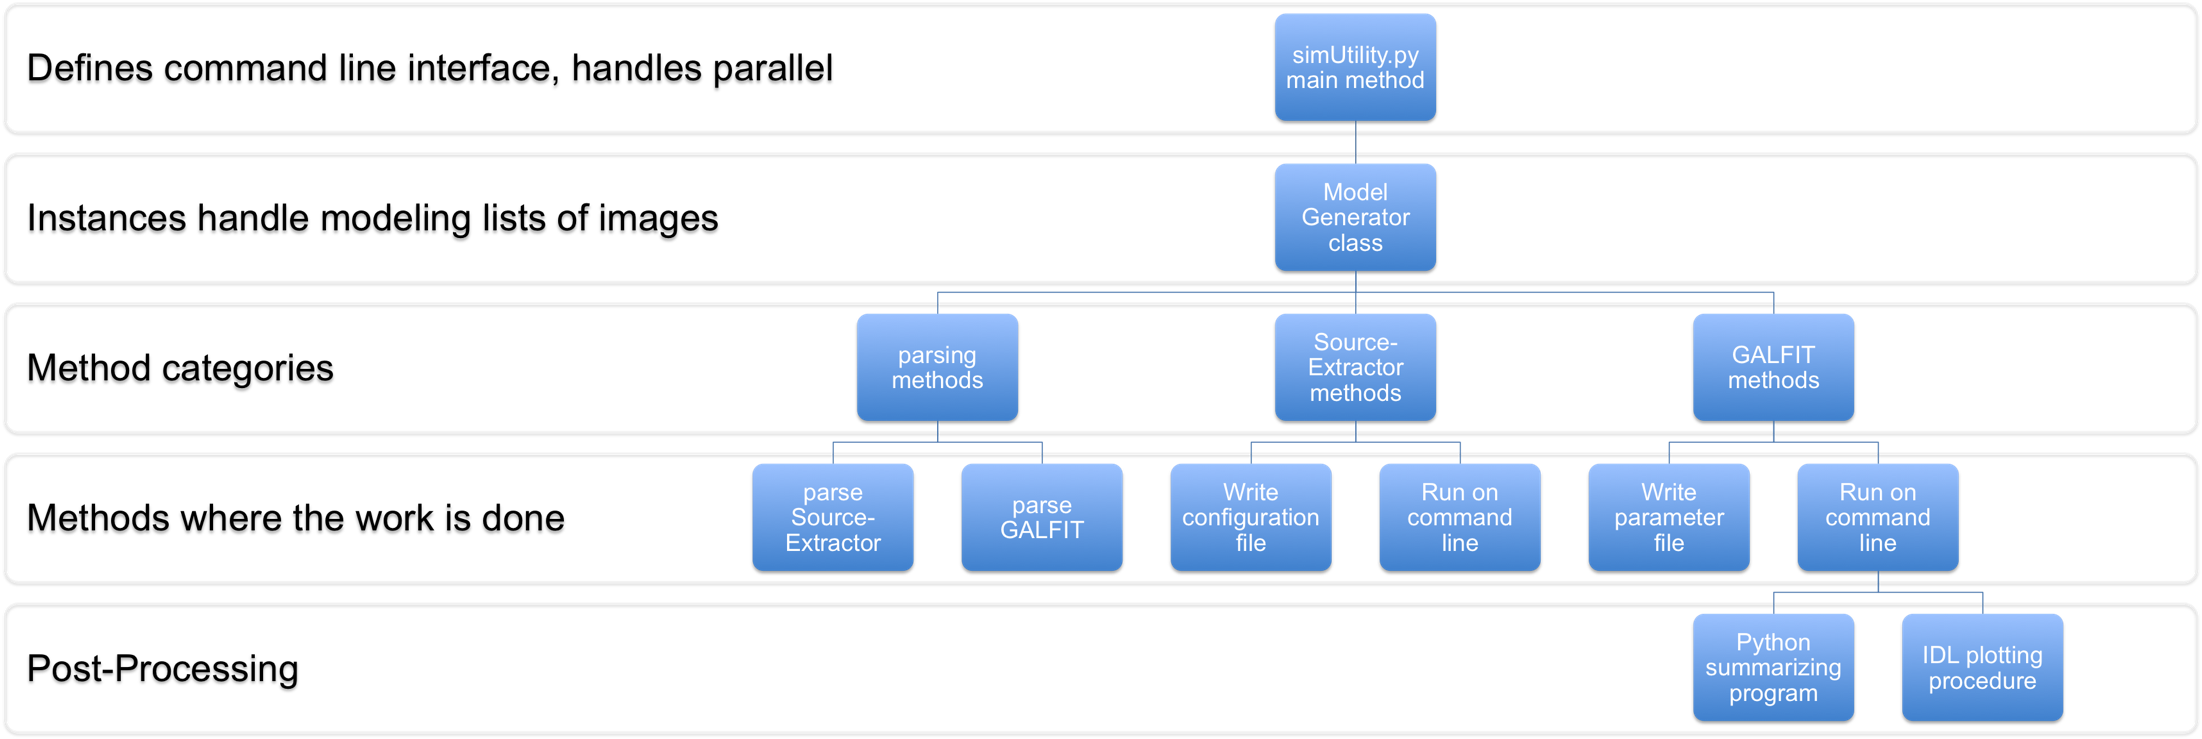 Defines command line interface, handles parallel
simUtility.py
main method
Instances handle modeling lists of images
Model
Generator
class
Method categories
parsing
methods
Source-
Extractor
methods
GALFIT
methods
Methods where the work is done
parse
Source-
Extractor
parse
GALFIT
Write
configuration
file
Run on
command
line
Write
parameter
file
Run on
command
line
Post-Processing
Python
summarizing
program
IDL plotting
procedure